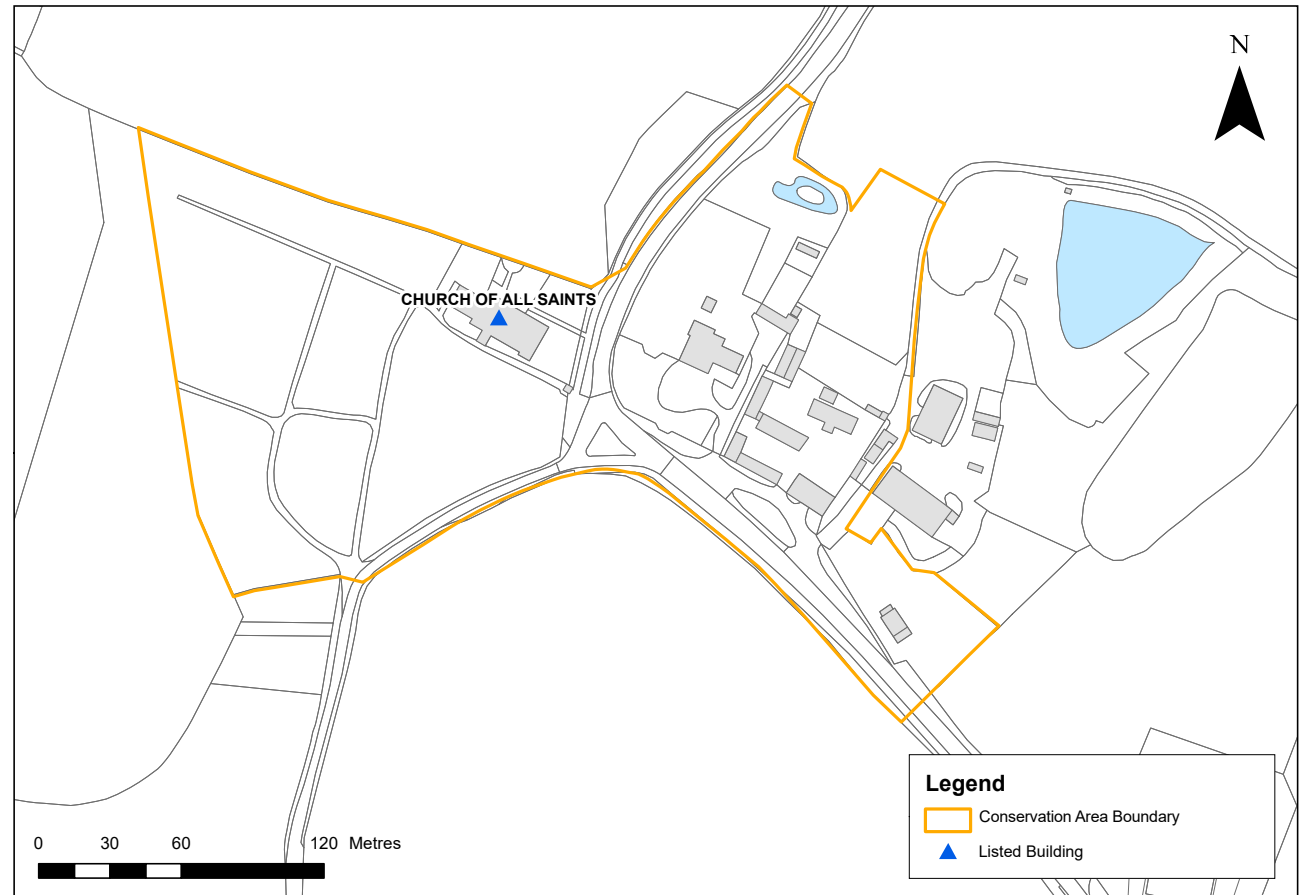 N
CHURCH OF ALL SAINTS
Legend
Conservation Area Boundary
Listed Building
0 30 60 120 Metres